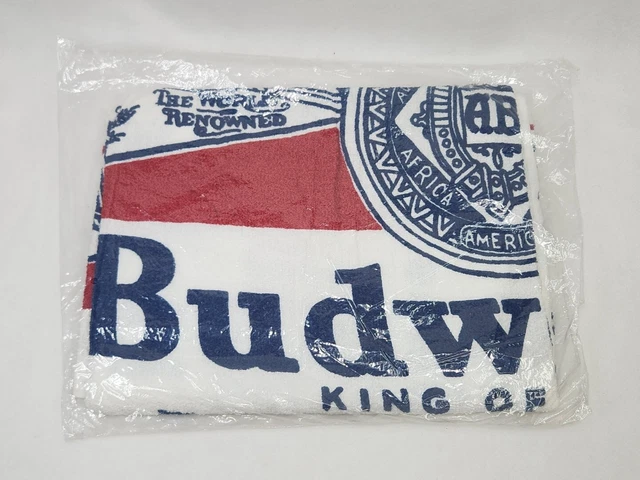 THE WORLD
RENOWNED
AB
AFRICA
AMERIC
Budw
KING OF